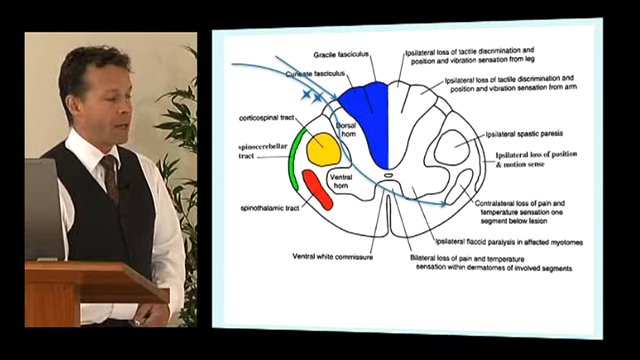 Gracile fasciculus
Cuneate fasciculus
corticospinal tract
Dorsal
horn
spinocerebellar
tract
Ventral
horn
spinothalamic tract
Ventral white commissure
Ipsilateral loss of tactile discrimination
and position and vibration sensation from
leg
Ipsilateral loss of tactile discrimination and
position and vibration sensation from arm
Ipsilateral spastic paresis
Ipsilateral loss of position
& motion sense
Contralateral loss of pain and
temperature sensation one
segment below lesion
Ipsilateral flaccid paralysis in affected myotomes
Bilateral loss of pain and temperature
sensation within dermatomes of involved segments